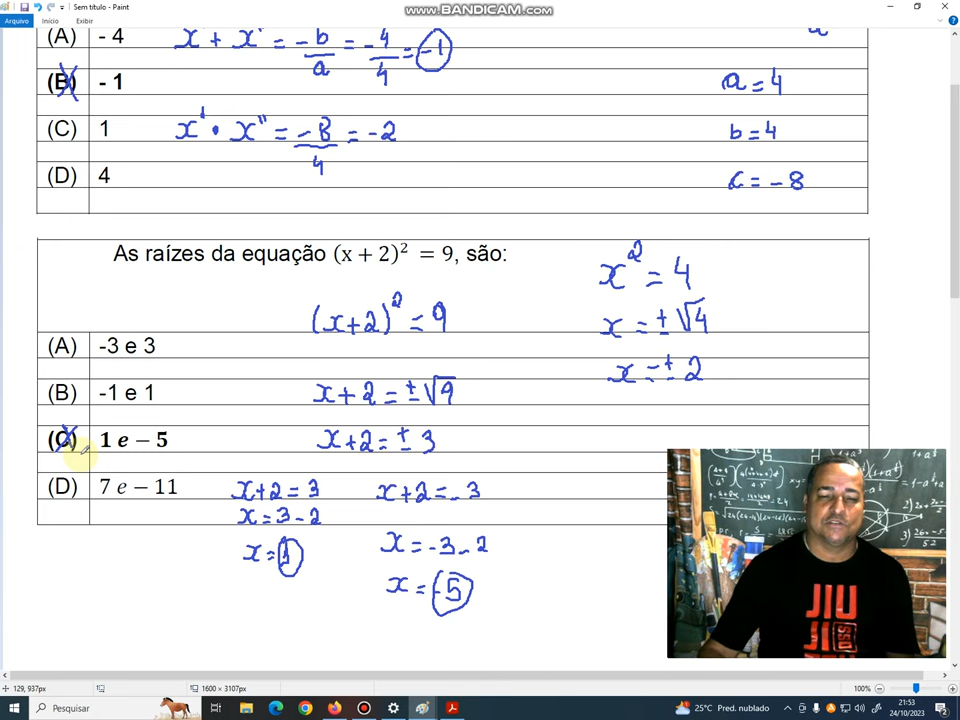 Sem título - Paint
WWW.BANDICAM.COM
Arquivo Início Exibir
(A) - 4 x + x' = -b/a = -4/4 = -1
(B) - 1 a = 4
(C) 1 x' • x'' = -8/4 = -2 b = 4
(D) 4 c = -8
As raízes da equação (x + 2)² = 9, são:
x² = 4
(x+2)² = 9 x = ±√4
(A) -3 e 3
x = ± 2
(B) -1 e 1 x+2 = ±√9
(C) 1 e − 5 x+2 = ± 3
(D) 7 e − 11 x+2 = 3 x+2 = -3
x = 3 - 2
x = 1 x = -3 - 2
x = -5
JIU
JITSU
129, 937px 1600 × 3107px 100%
Pesquisar 25°C Pred. nublado 21:53
24/10/2023